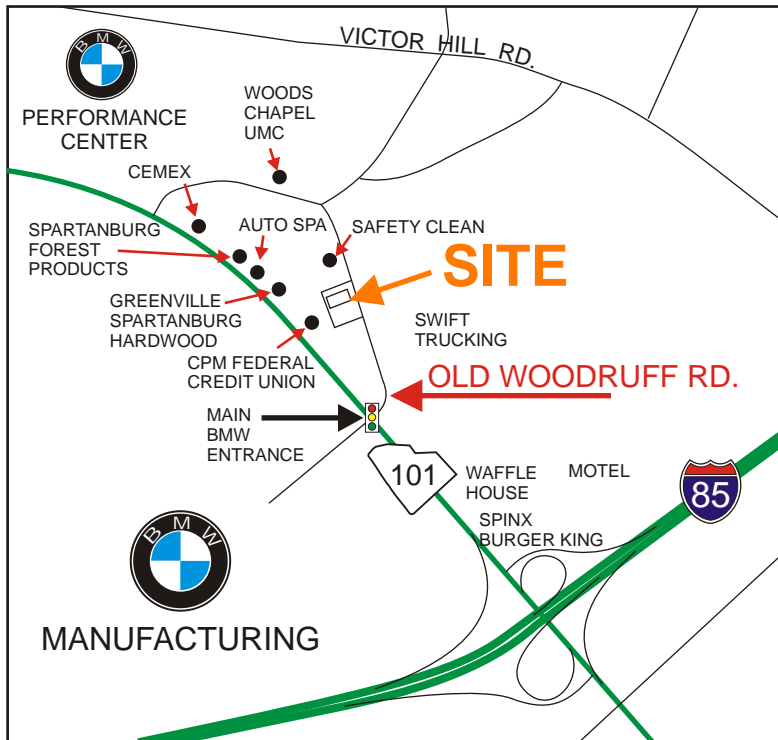 VICTOR HILL RD.
BMW
PERFORMANCE
CENTER
WOODS
CHAPEL
UMC
CEMEX
SPARTANBURG
FOREST
PRODUCTS
AUTO SPA
SAFETY CLEAN
SITE
GREENVILLE
SPARTANBURG
HARDWOOD
SWIFT
TRUCKING
CPM FEDERAL
CREDIT UNION
OLD WOODRUFF RD.
MAIN
BMW
ENTRANCE
101
WAFFLE
HOUSE
MOTEL
85
SPINX
BURGER KING
BMW
MANUFACTURING